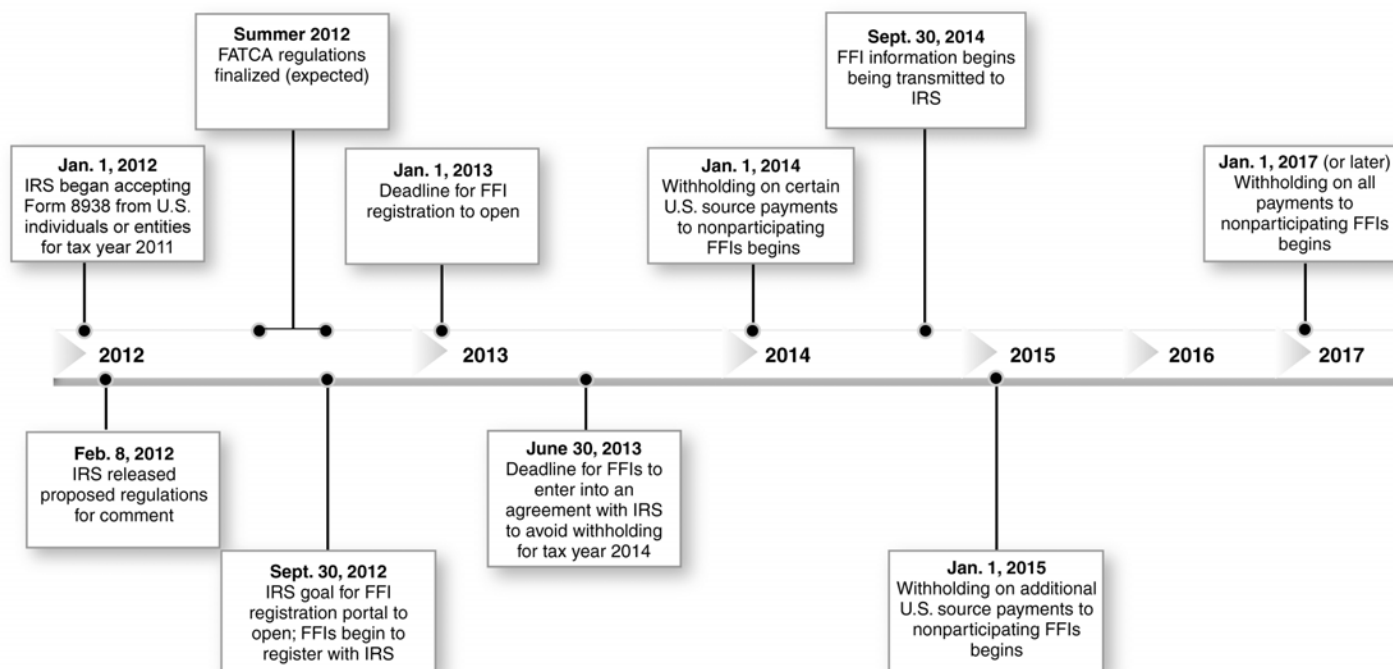 Summer 2012
FATCA regulations
finalized (expected)
Sept. 30, 2014
FFI information begins
being transmitted to
IRS
Jan. 1, 2012
IRS began accepting
Form 8938 from U.S.
individuals or entities
for tax year 2011
Jan. 1, 2013
Deadline for FFI
registration to open
Jan. 1, 2014
Withholding on certain
U.S. source payments
to nonparticipating
FFIs begins
Jan. 1, 2017 (or later)
Withholding on all
payments to
nonparticipating FFIs
begins
2012
2013
2014
2015
2016
2017
Feb. 8, 2012
IRS released
proposed regulations
for comment
Sept. 30, 2012
IRS goal for FFI
registration portal to
open; FFIs begin to
register with IRS
June 30, 2013
Deadline for FFIs to
enter into an
agreement with IRS
to avoid withholding
for tax year 2014
Jan. 1, 2015
Withholding on additional
U.S. source payments to
nonparticipating FFIs
begins